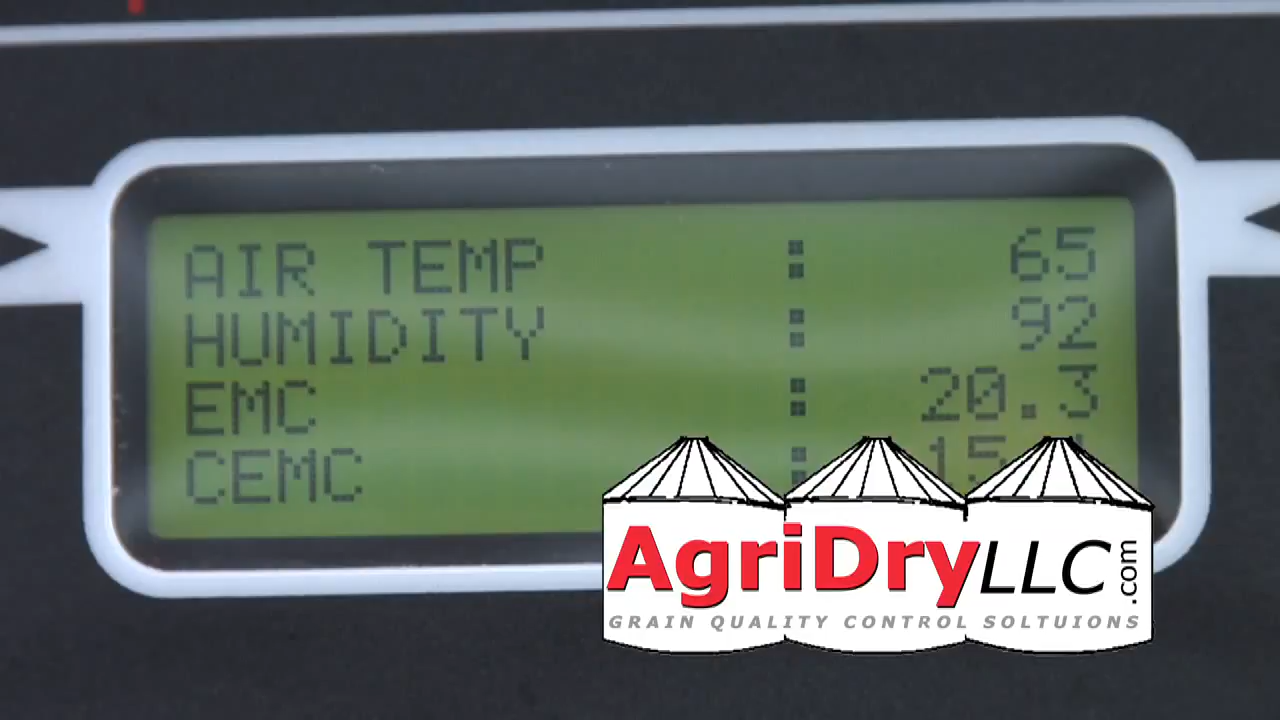 AIR TEMP : 65
HUMIDITY : 92
EMC : 20.3
CEMC :
AgriDryLLC.com
GRAIN QUALITY CONTROL SOLTUIONS